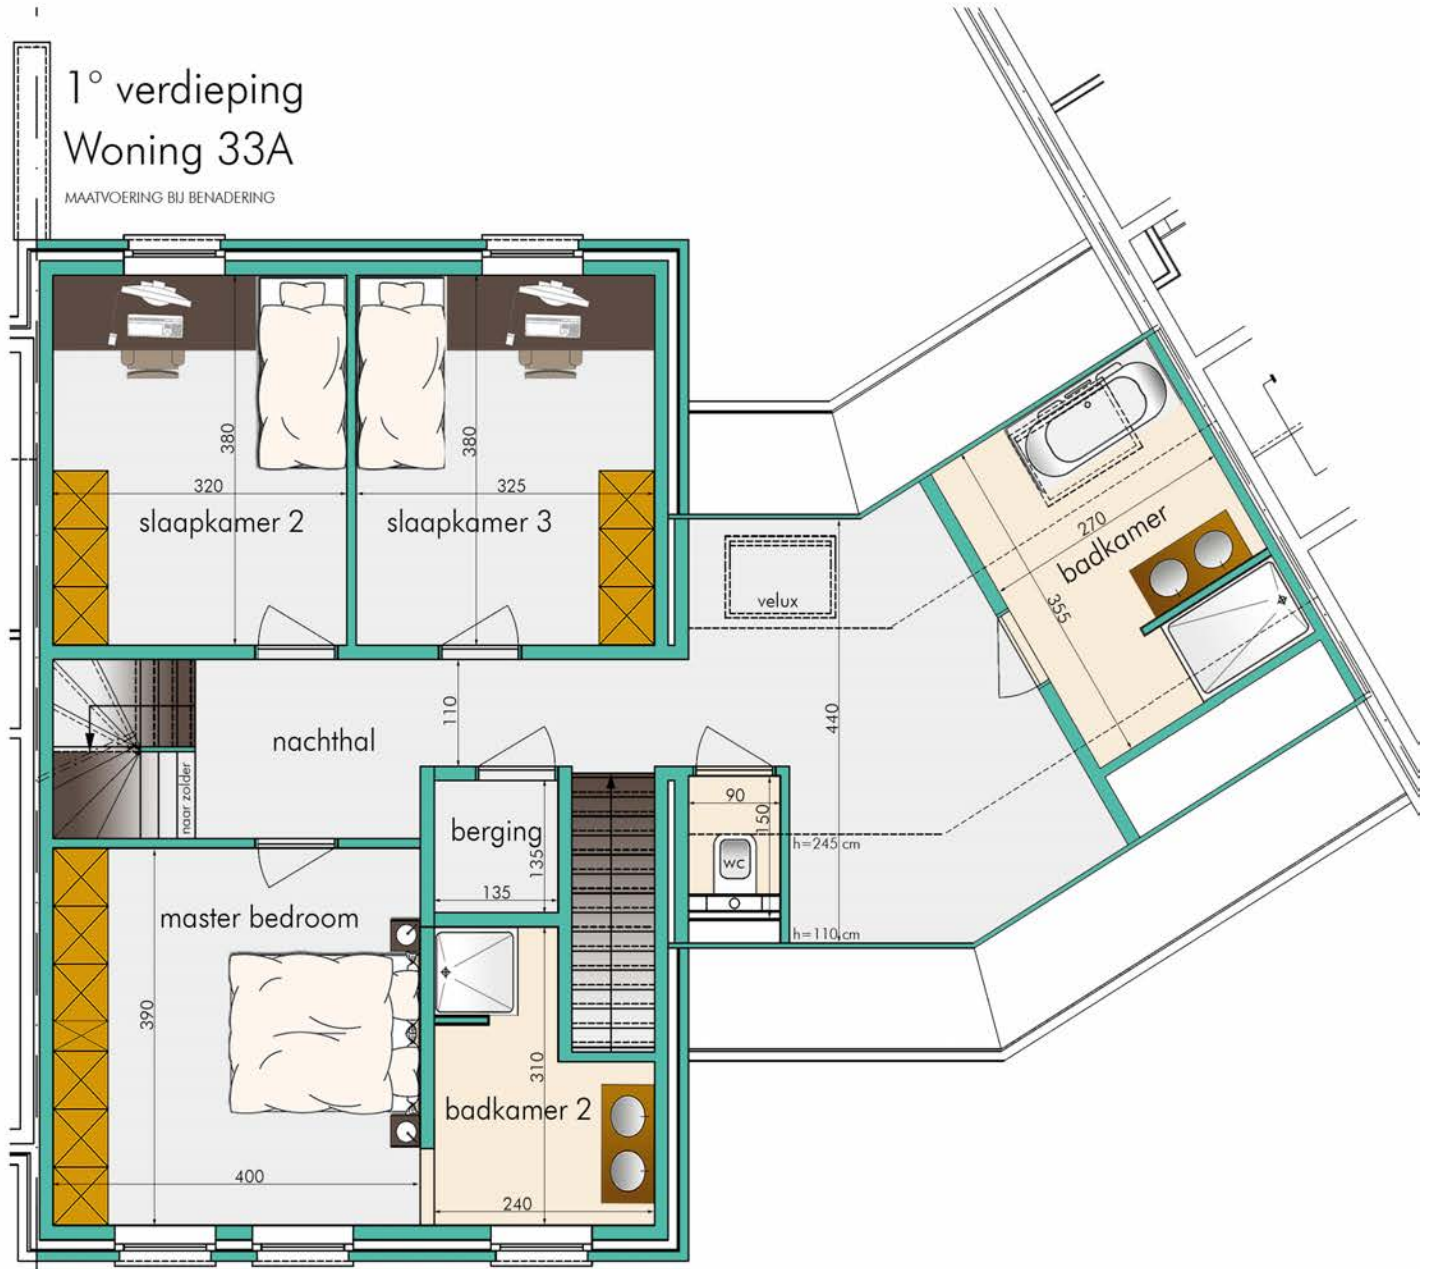 1° verdieping
Woning 33A
MAATVOERING BIJ BENADERING
380
380
320
325
slaapkamer 2
slaapkamer 3
270
badkamer
355
velux
110
440
nachthal
naar zolder
90
150
berging
135
h=245 cm
wc
135
master bedroom
h=110 cm
390
310
badkamer 2
400
240